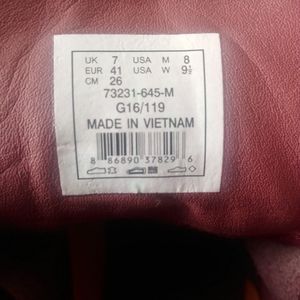 UK 7 USA M 8
EUR 41 USA W 9½
CM 26
73231-645-M
G16/119
MADE IN VIETNAM
8 86890 37829 6